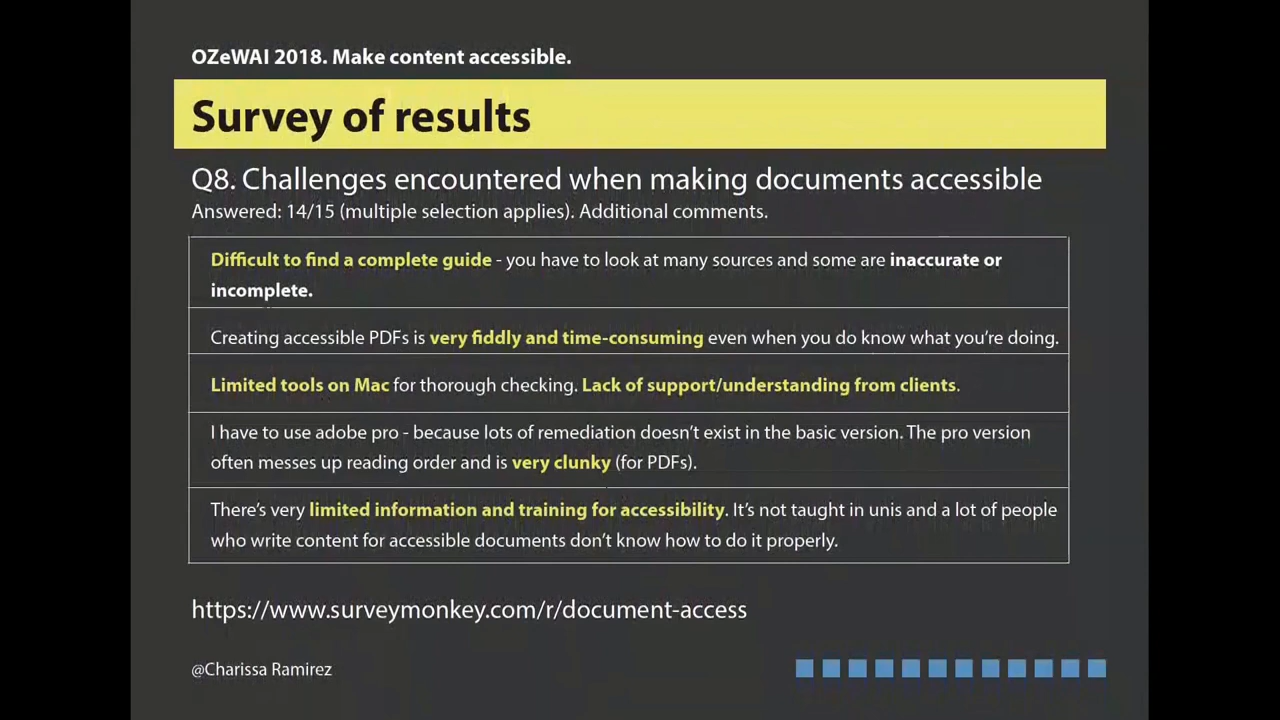 OZeWAI 2018. Make content accessible.
Survey of results
Q8. Challenges encountered when making documents accessible
Answered: 14/15 (multiple selection applies). Additional comments.
Difficult to find a complete guide - you have to look at many sources and some are inaccurate or
incomplete.
Creating accessible PDFs is very fiddly and time-consuming even when you do know what you’re doing.
Limited tools on Mac for thorough checking. Lack of support/understanding from clients.
I have to use adobe pro - because lots of remediation doesn’t exist in the basic version. The pro version
often messes up reading order and is very clunky (for PDFs).
There’s very limited information and training for accessibility. It’s not taught in unis and a lot of people
who write content for accessible documents don’t know how to do it properly.
https://www.surveymonkey.com/r/document-access
@Charissa Ramirez